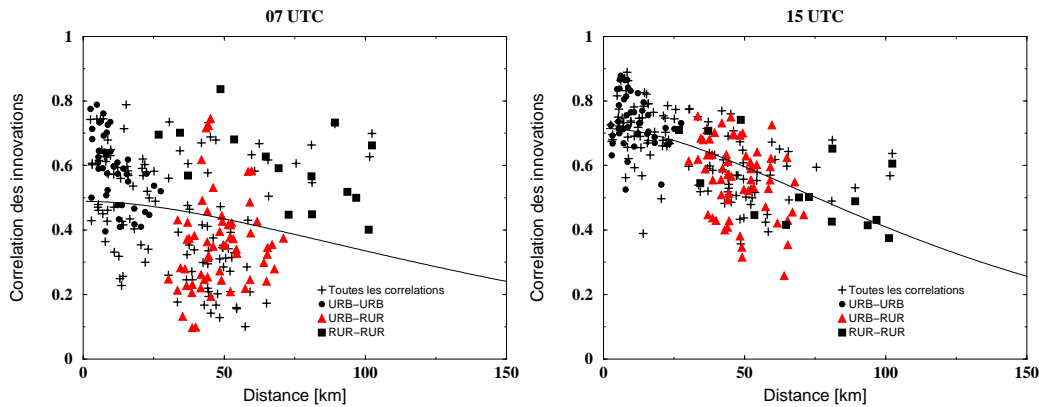 07 UTC
Correlation des innovations
1
0.8
0.6
0.4
0.2
0
0
50
100
150
Distance [km]
Toutes les correlations
URB−URB
URB−RUR
RUR−RUR
15 UTC
Correlation des innovations
1
0.8
0.6
0.4
0.2
0
0
50
100
150
Distance [km]
Toutes les correlations
URB−URB
URB−RUR
RUR−RUR